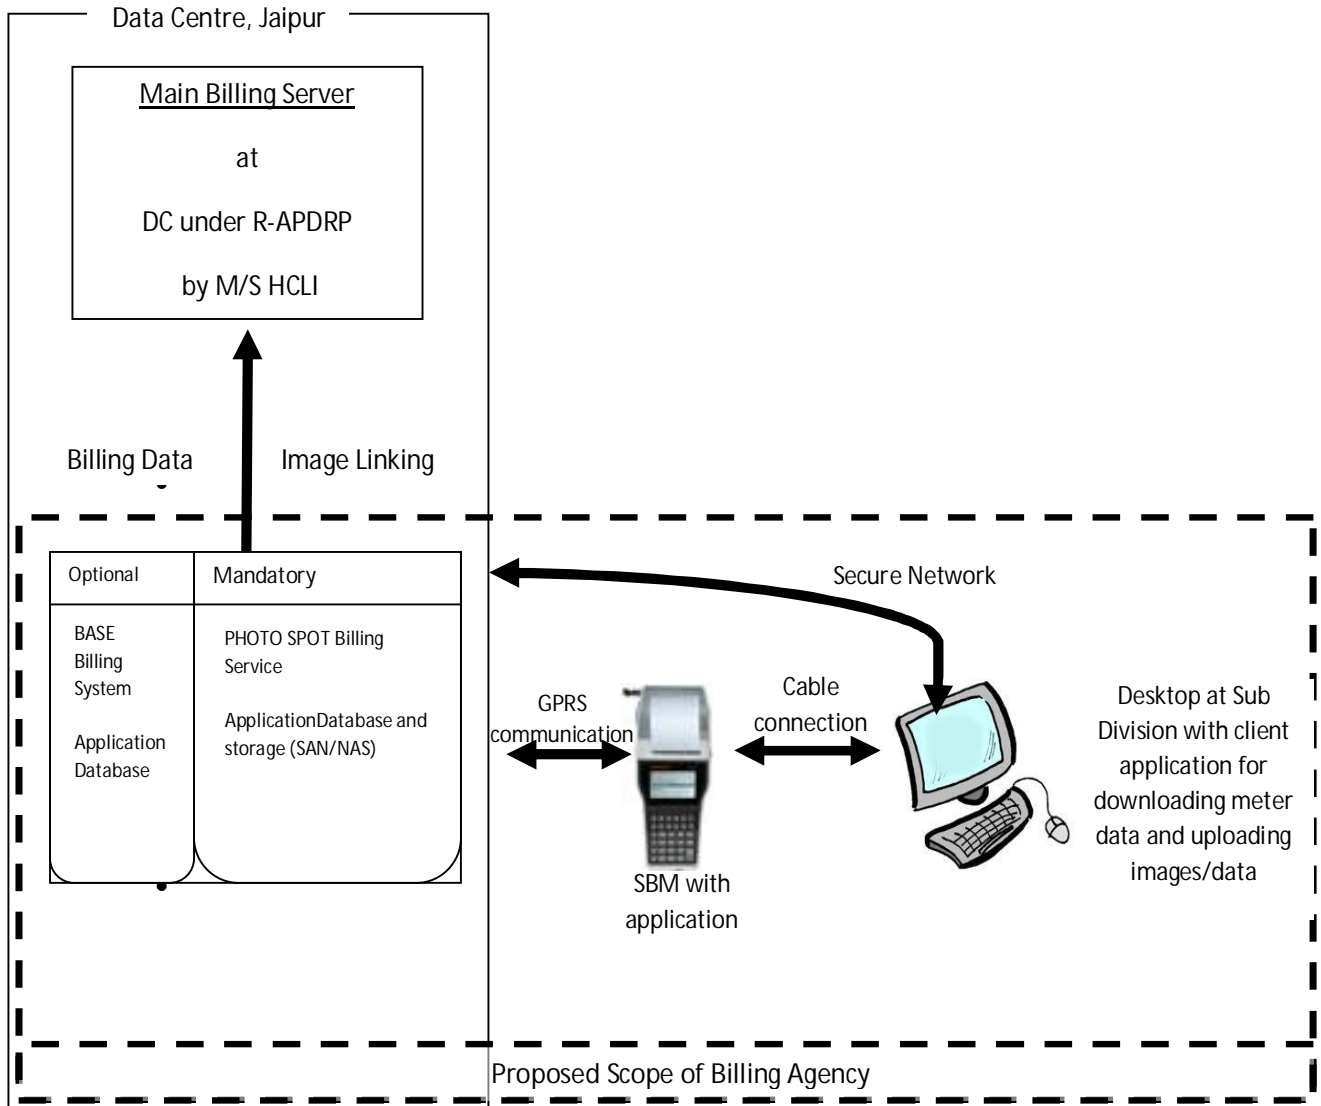 Data Centre, Jaipur
Main Billing Server
at
DC under R-APDRP
by M/S HCLI
Billing Data
Image Linking
Optional
Mandatory
BASE
Billing
System
Application
Database
PHOTO SPOT Billing
Service
ApplicationDatabase and
storage (SAN/NAS)
Secure Network
GPRS
communication
Cable
connection
SBM with
application
Desktop at Sub
Division with client
application for
downloading meter
data and uploading
images/data
Proposed Scope of Billing Agency